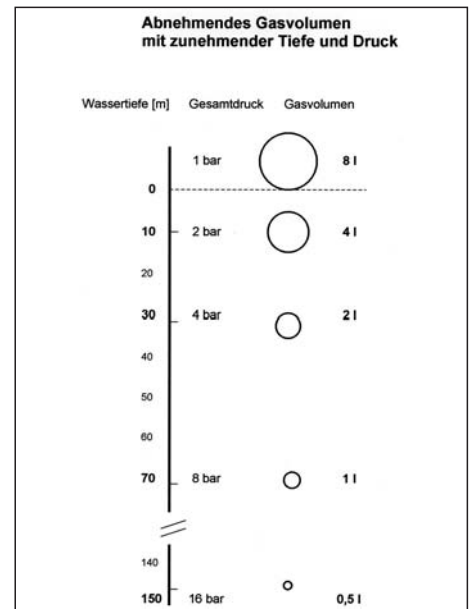 Abnehmendes Gasvolumen
mit zunehmender Tiefe und Druck
Wassertiefe [m] Gesamtdruck Gasvolumen
1 bar 8 l
0
10 2 bar 4 l
20
30 4 bar 2 l
40
50
60
70 8 bar 1 l
140
150 16 bar 0,5 l